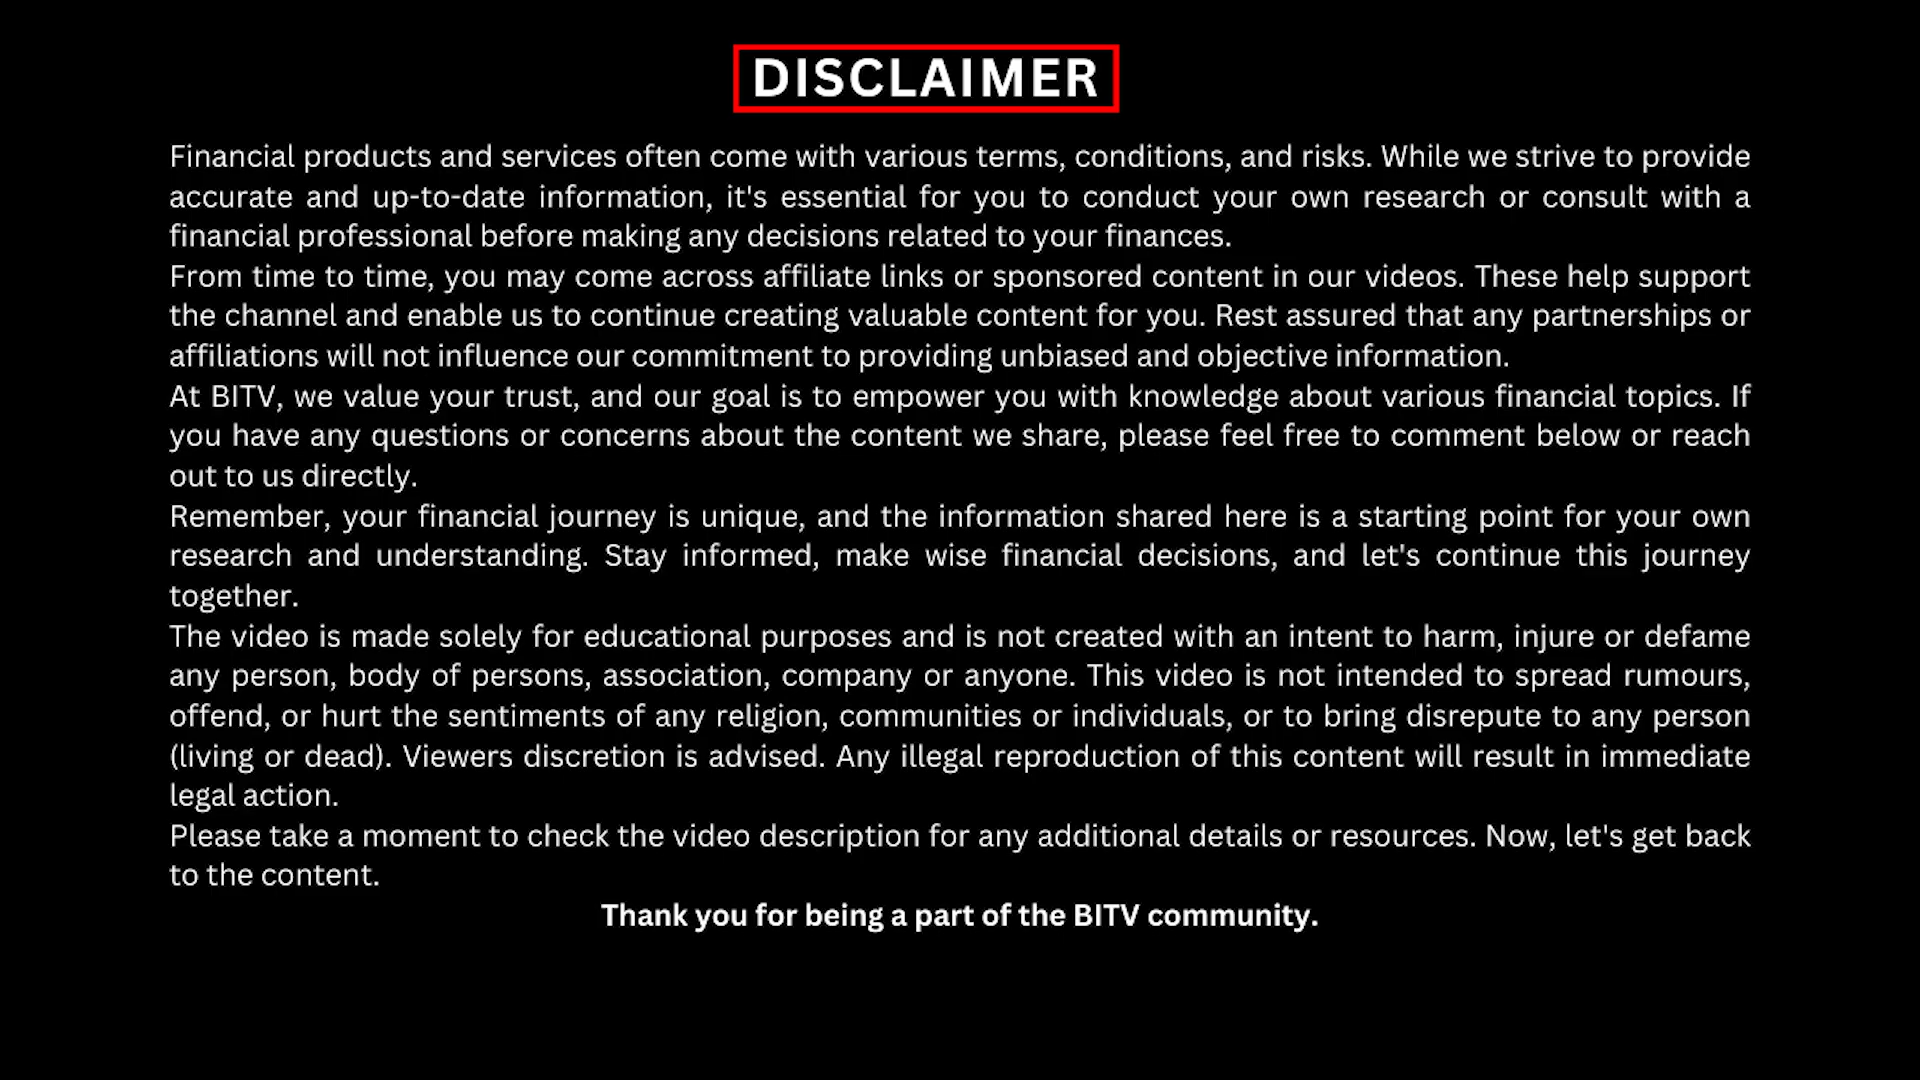 DISCLAIMER
Financial products and services often come with various terms, conditions, and risks. While we strive to provide
accurate and up-to-date information, it's essential for you to conduct your own research or consult with a
financial professional before making any decisions related to your finances.
From time to time, you may come across affiliate links or sponsored content in our videos. These help support
the channel and enable us to continue creating valuable content for you. Rest assured that any partnerships or
affiliations will not influence our commitment to providing unbiased and objective information.
At BITV, we value your trust, and our goal is to empower you with knowledge about various financial topics. If
you have any questions or concerns about the content we share, please feel free to comment below or reach
out to us directly.
Remember, your financial journey is unique, and the information shared here is a starting point for your own
research and understanding. Stay informed, make wise financial decisions, and let's continue this journey
together.
The video is made solely for educational purposes and is not created with an intent to harm, injure or defame
any person, body of persons, association, company or anyone. This video is not intended to spread rumours,
offend, or hurt the sentiments of any religion, communities or individuals, or to bring disrepute to any person
(living or dead). Viewers discretion is advised. Any illegal reproduction of this content will result in immediate
legal action.
Please take a moment to check the video description for any additional details or resources. Now, let's get back
to the content.
Thank you for being a part of the BITV community.